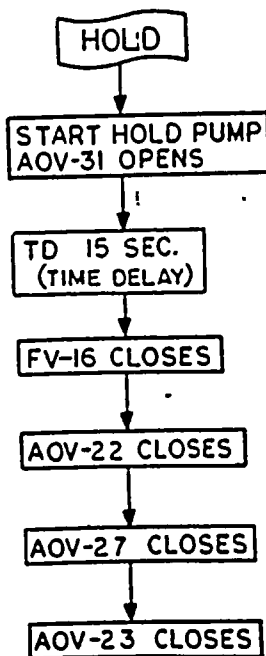 HOLD
START HOLD PUMP
AOV-31 OPENS
TD 15 SEC.
(TIME DELAY)
FV-16 CLOSES
AOV-22 CLOSES
AOV-27 CLOSES
AOV-23 CLOSES